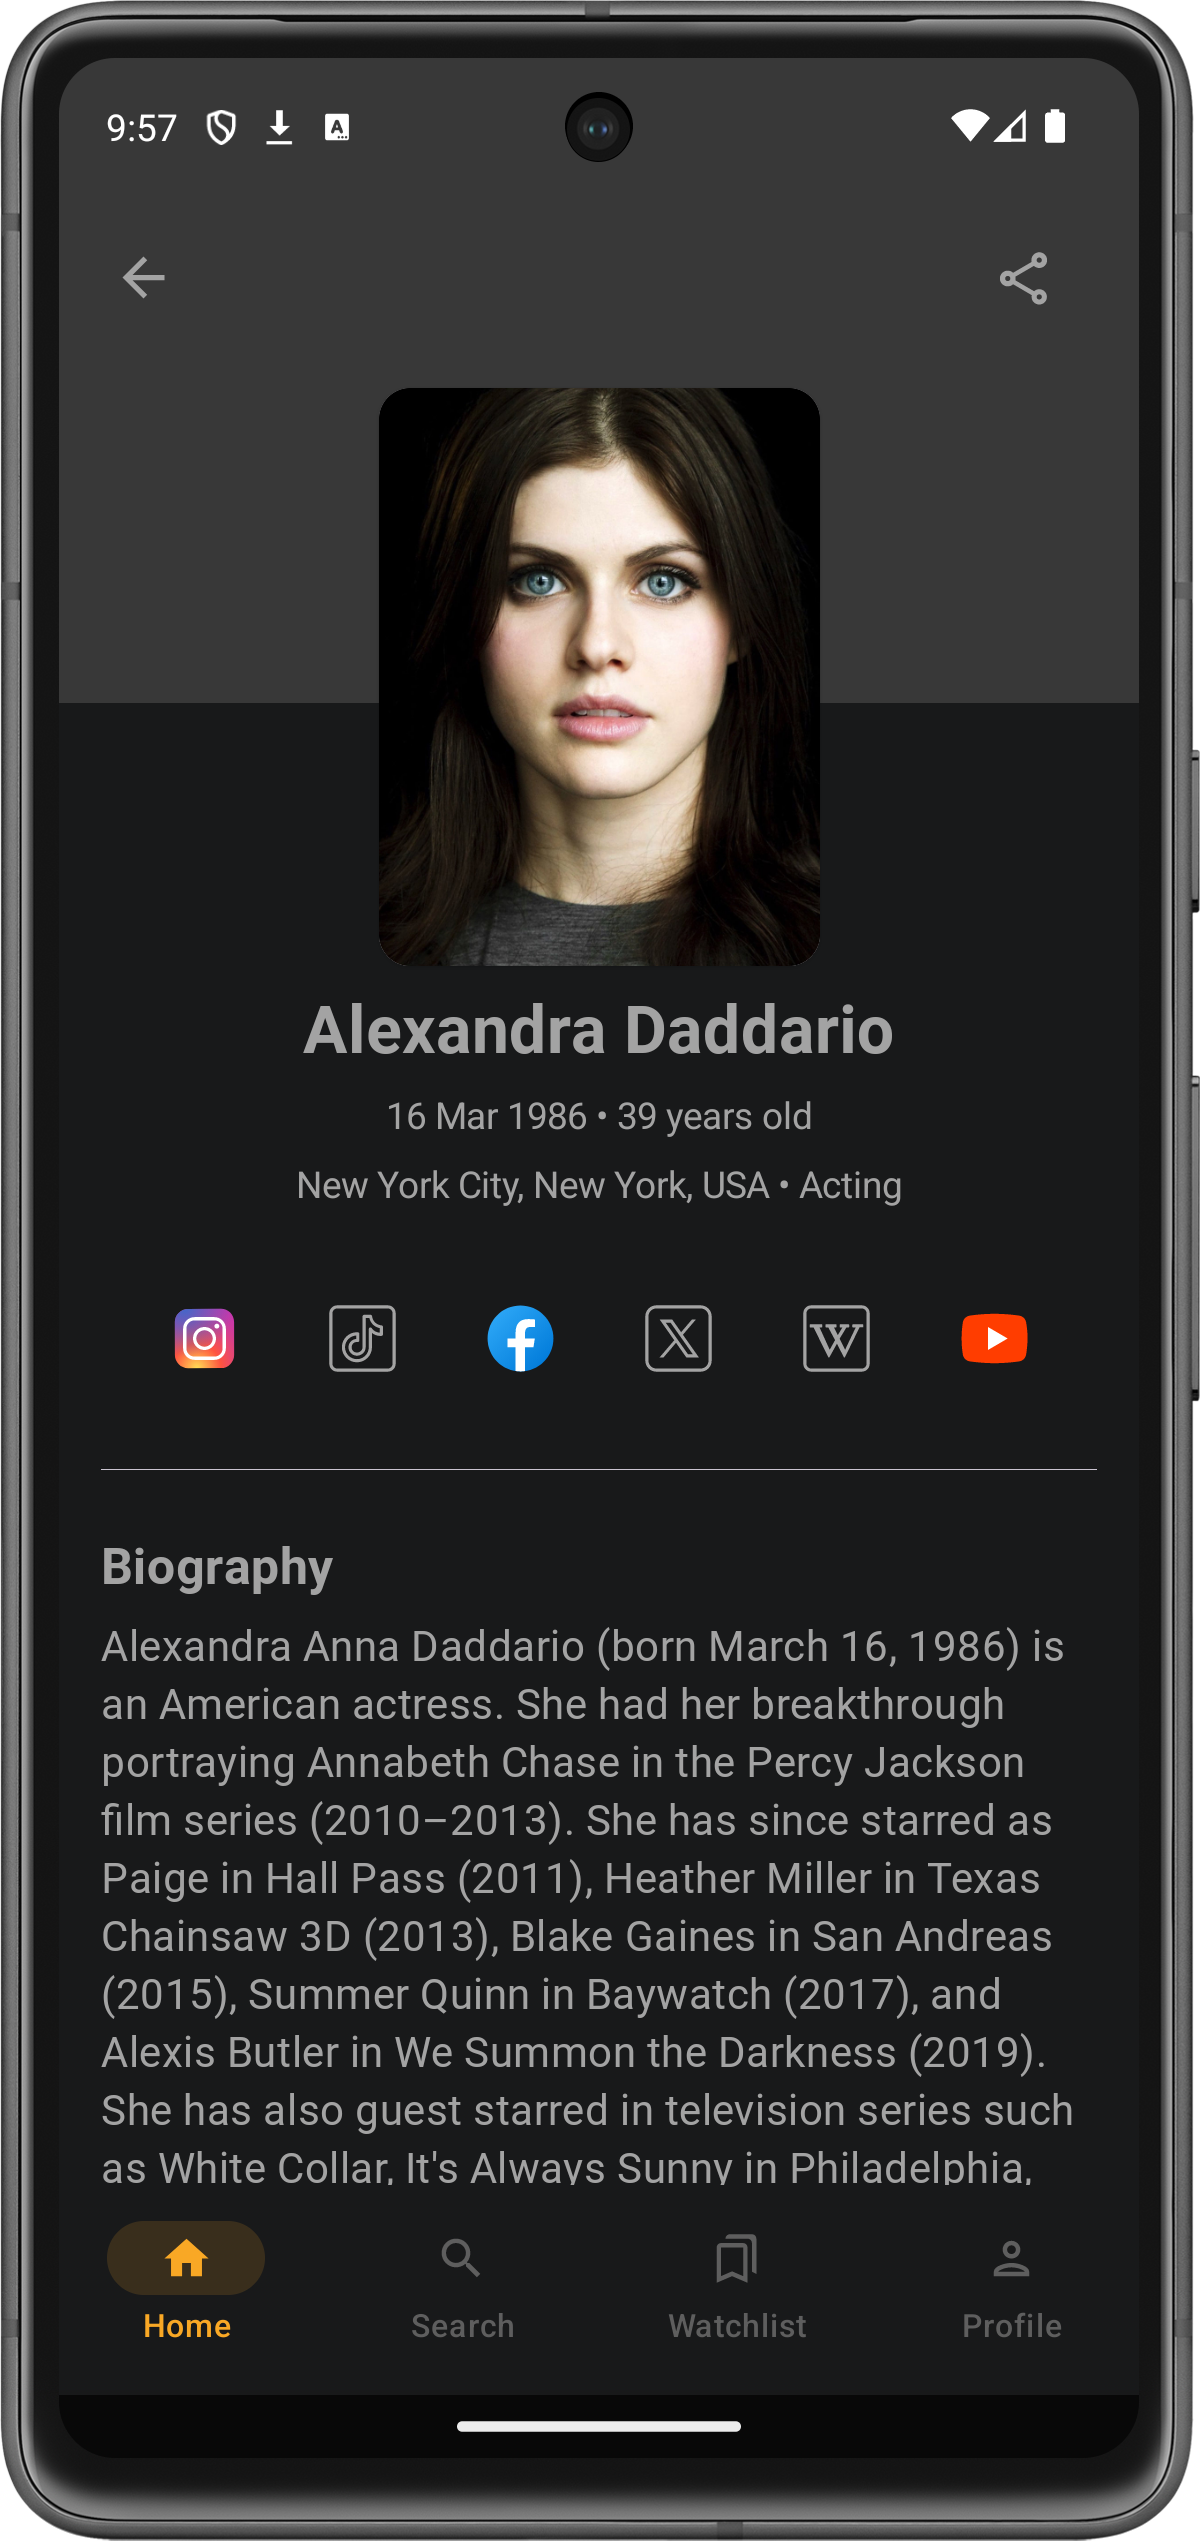 9:57
A
Alexandra Daddario
16 Mar 1986 • 39 years old
New York City, New York, USA • Acting
Biography
Alexandra Anna Daddario (born March 16, 1986) is
an American actress. She had her breakthrough
portraying Annabeth Chase in the Percy Jackson
film series (2010–2013). She has since starred as
Paige in Hall Pass (2011), Heather Miller in Texas
Chainsaw 3D (2013), Blake Gaines in San Andreas
(2015), Summer Quinn in Baywatch (2017), and
Alexis Butler in We Summon the Darkness (2019).
She has also guest starred in television series such
as White Collar, It's Always Sunny in Philadelphia,
Home
Search
Watchlist
Profile